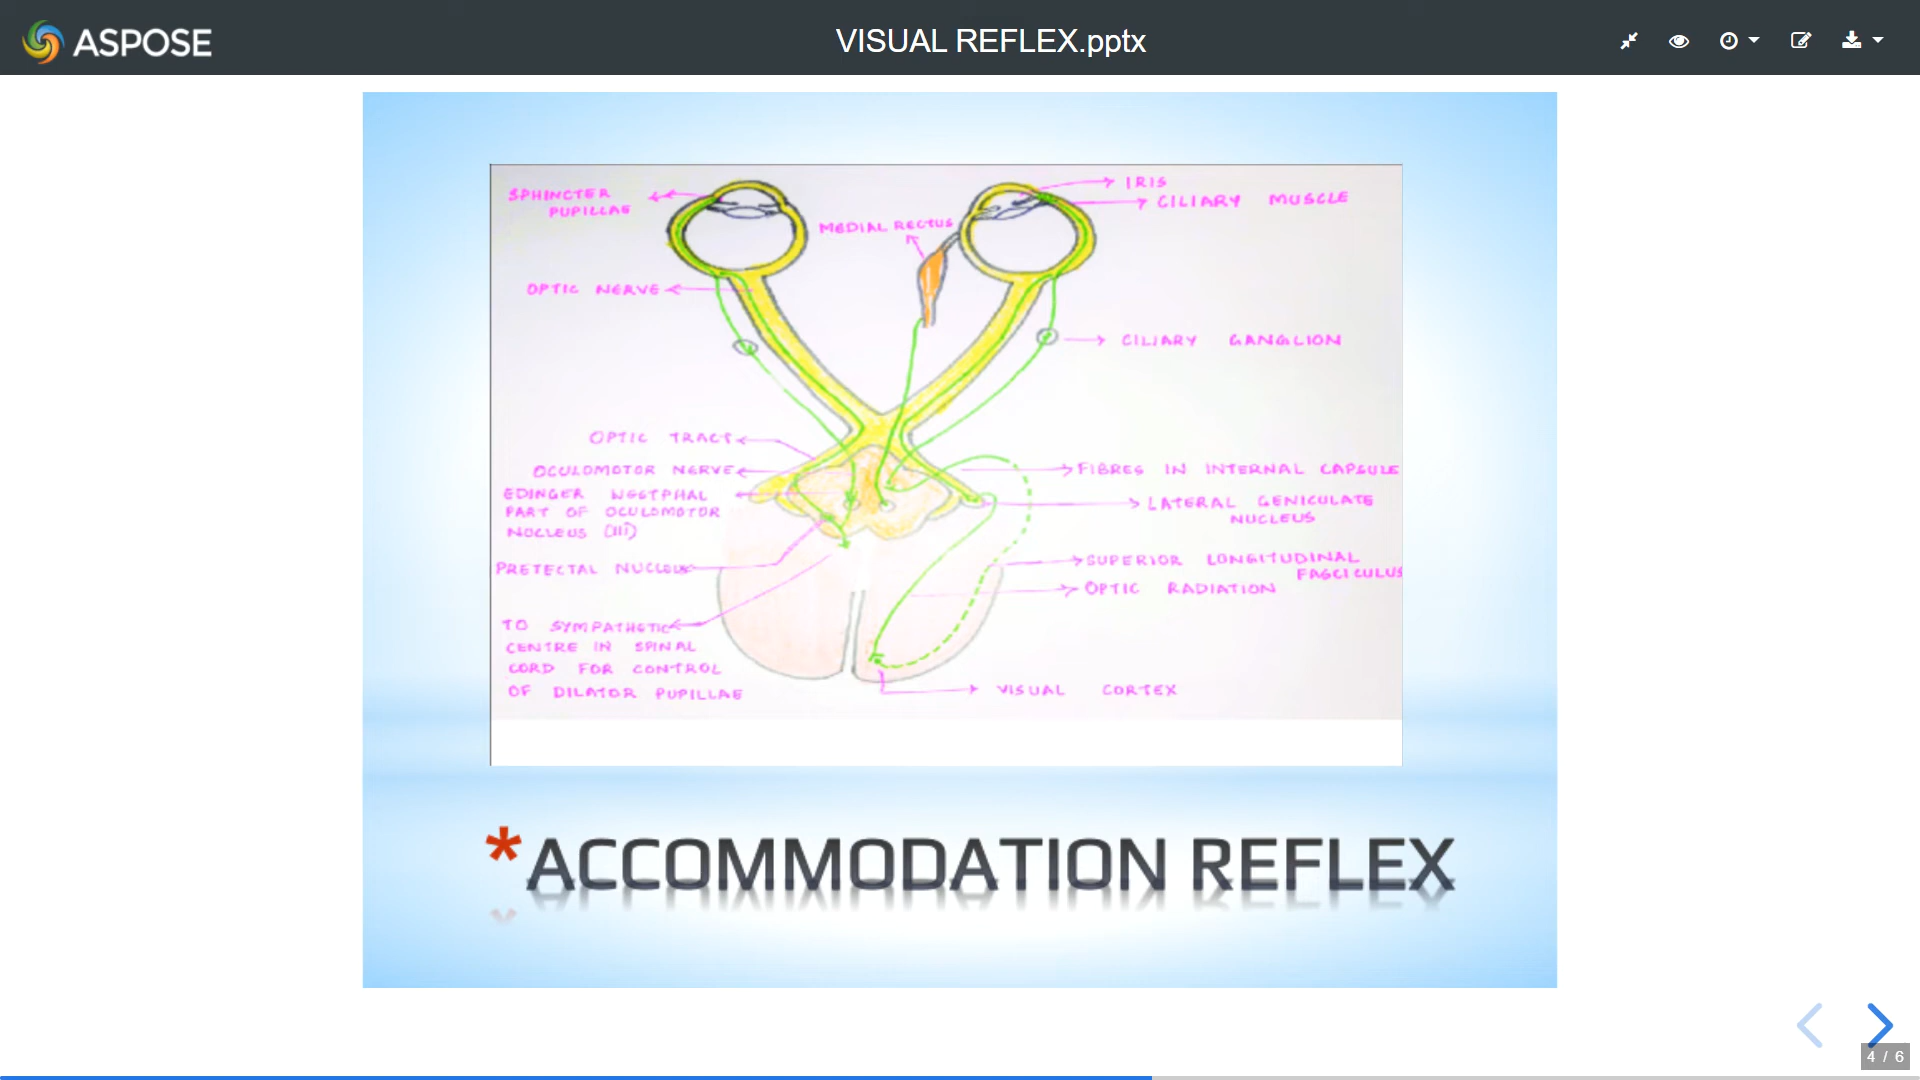 ASPOSE
VISUAL REFLEX.pptx
SPHINCTER
PUPILLAE
IRIS
CILIARY MUSCLE
MEDIAL RECTUS
OPTIC NERVE
CILIARY GANGLION
OPTIC TRACT
OCULOMOTOR NERVE
EDINGER WESTPHAL
PART OF OCULOMOTOR
NUCLEUS (III)
PRETECTAL NUCLEUS
TO SYMPATHETIC
CENTRE IN SPINAL
CORD FOR CONTROL
OF DILATOR PUPILLAE
FIBRES IN INTERNAL CAPSULE
LATERAL GENICULATE
NUCLEUS
SUPERIOR LONGITUDINAL
FASCICULUS
OPTIC RADIATION
VISUAL CORTEX
*ACCOMMODATION REFLEX
4 / 6